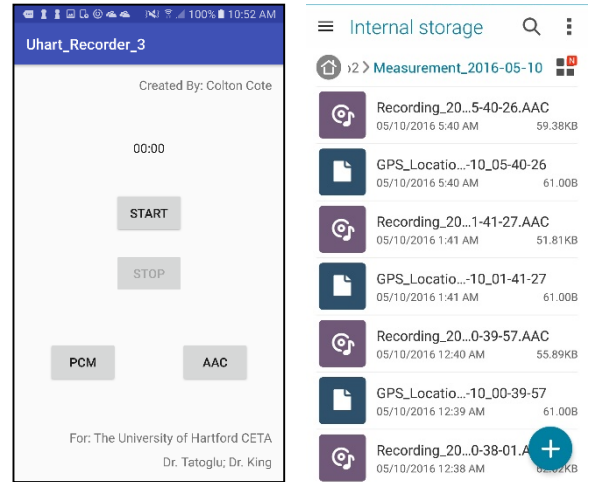 100% 10:52 AM
Uhart_Recorder_3
Created By: Colton Cote
00:00
START
STOP
PCM AAC
For: The University of Hartford CETA
Dr. Tatoglu; Dr. King
Internal storage
›2 > Measurement_2016-05-10 N
Recording_20...5-40-26.AAC
05/10/2016 5:40 AM 59.38KB
GPS_Locatio...-10_05-40-26
05/10/2016 5:40 AM 61.00B
Recording_20...1-41-27.AAC
05/10/2016 1:41 AM 51.81KB
GPS_Locatio...-10_01-41-27
05/10/2016 1:41 AM 61.00B
Recording_20...0-39-57.AAC
05/10/2016 12:40 AM 55.89KB
GPS_Locatio...-10_00-39-57
05/10/2016 12:39 AM 61.00B
Recording_20...0-38-01.A
05/10/2016 12:38 AM